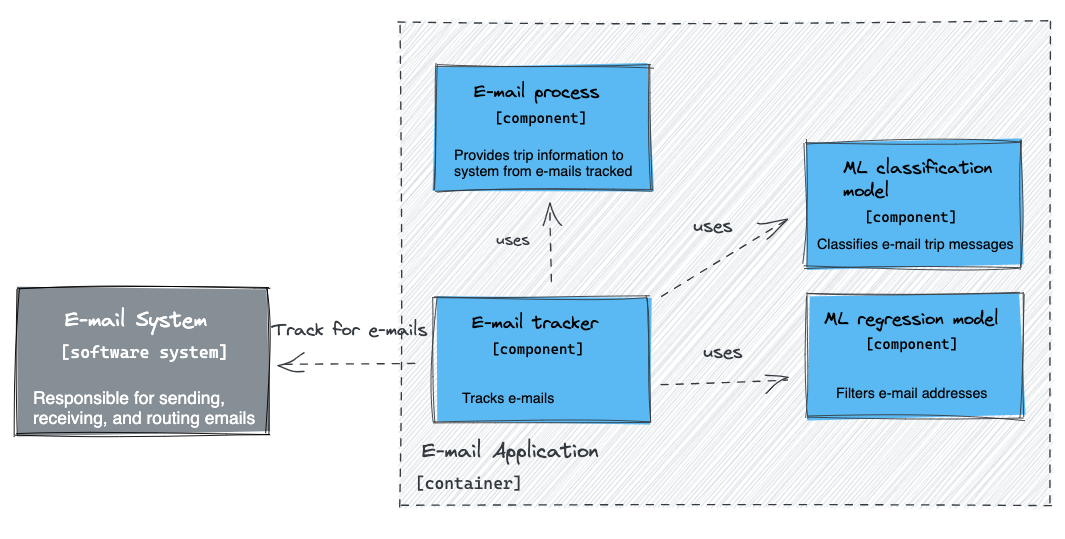 E-mail process
[component]
Provides trip information to
system from e-mails tracked
ML classification
model
[component]
Classifies e-mail trip messages
uses
uses
E-mail System
[software system]
Responsible for sending,
receiving, and routing emails
Track for e-mails
E-mail tracker
[component]
Tracks e-mails
uses
ML regression model
[component]
Filters e-mail addresses
E-mail Application
[container]